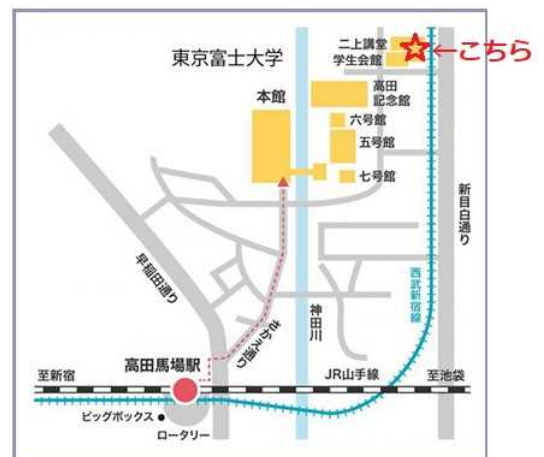 二上講堂
←こちら
学生会館
東京富士大学
高田
記念館
本館
六号館
五号館
七号館
新目白通り
早稲田通り
西武新宿線
さかえ通り
神田川
高田馬場駅
至新宿
JR山手線
至池袋
ビッグボックス
ロータリー